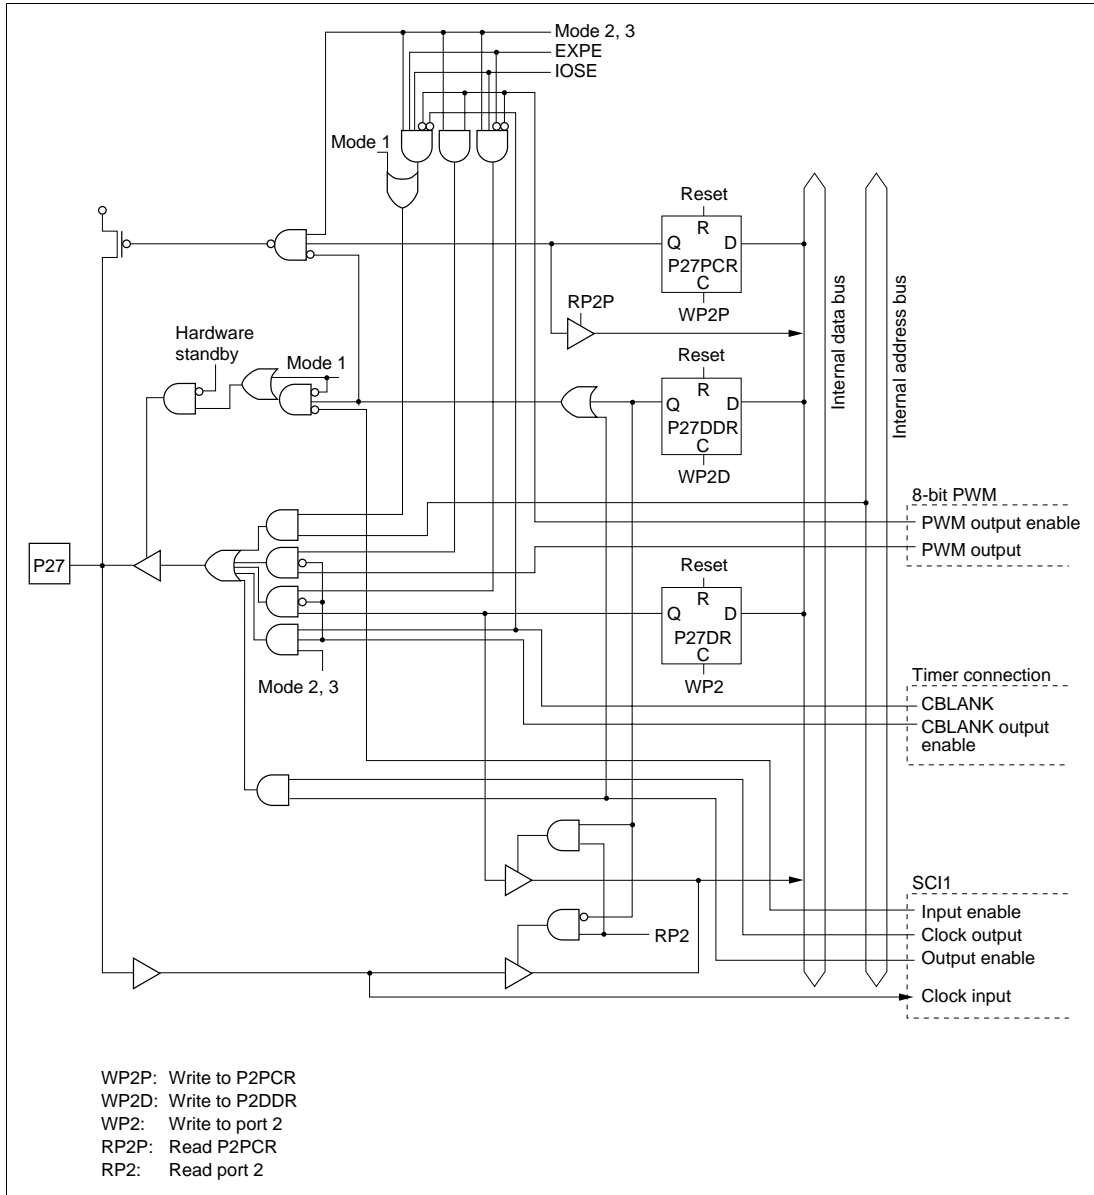 Mode 2, 3
EXPE
IOSE
Mode 1
Reset
R
Q D
P27PCR
C
WP2P
RP2P
Hardware
standby
Mode 1
Reset
R
Q D
P27DDR
C
WP2D
Internal data bus
Internal address bus
8-bit PWM
PWM output enable
PWM output
P27
Reset
R
Q D
P27DR
C
WP2
Mode 2, 3
Timer connection
CBLANK
CBLANK output
enable
SCI1
Input enable
Clock output
Output enable
Clock input
RP2
WP2P: Write to P2PCR
WP2D: Write to P2DDR
WP2: Write to port 2
RP2P: Read P2PCR
RP2: Read port 2